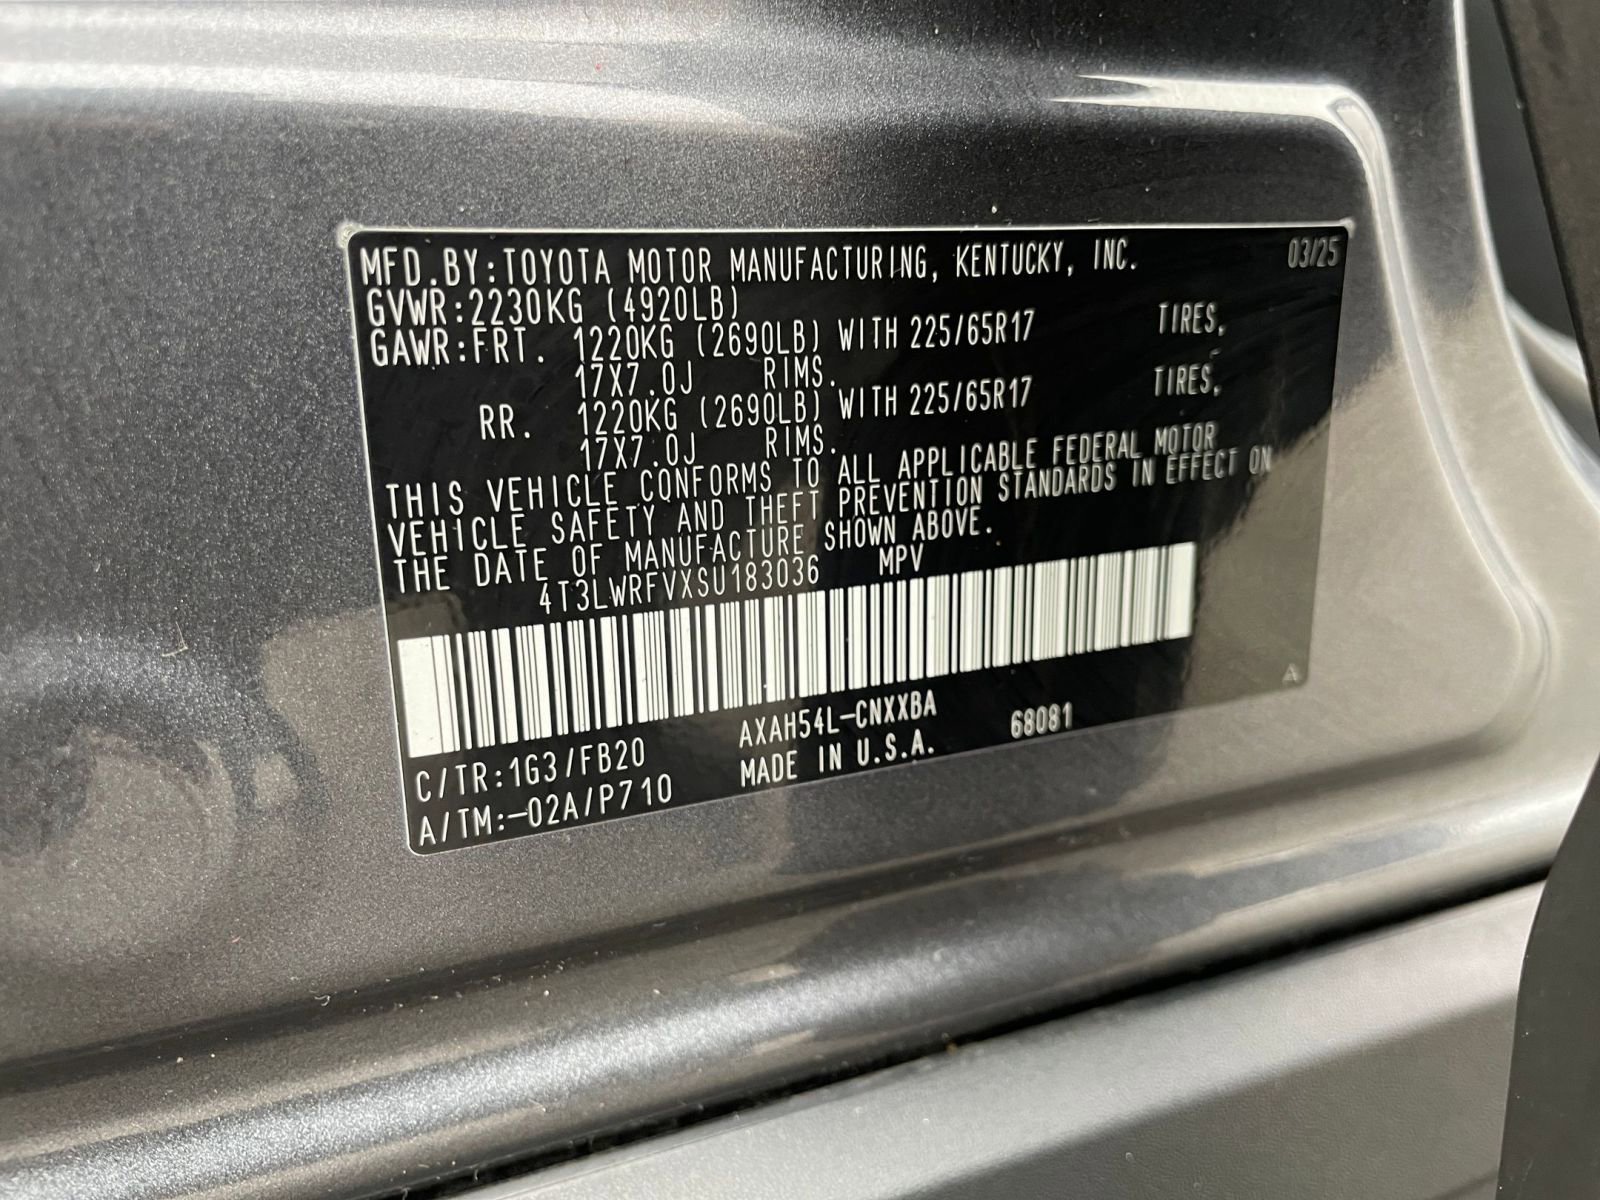 MFD.BY:TOYOTA MOTOR MANUFACTURING, KENTUCKY, INC. 03/25
GVWR:2230KG (4920LB)
GAWR:FRT. 1220KG (2690LB) WITH 225/65R17 TIRES,
17X7.0J RIMS.
RR. 1220KG (2690LB) WITH 225/65R17 TIRES,
17X7.0J RIMS.
THIS VEHICLE CONFORMS TO ALL APPLICABLE FEDERAL MOTOR
VEHICLE SAFETY AND THEFT PREVENTION STANDARDS IN EFFECT ON
THE DATE OF MANUFACTURE SHOWN ABOVE.
4T3LWRFVXSU183036 MPV
C/TR:1G3/FB20 AXAH54L-CNXXBA 68081
A/TM:-02A/P710 MADE IN U.S.A.
A